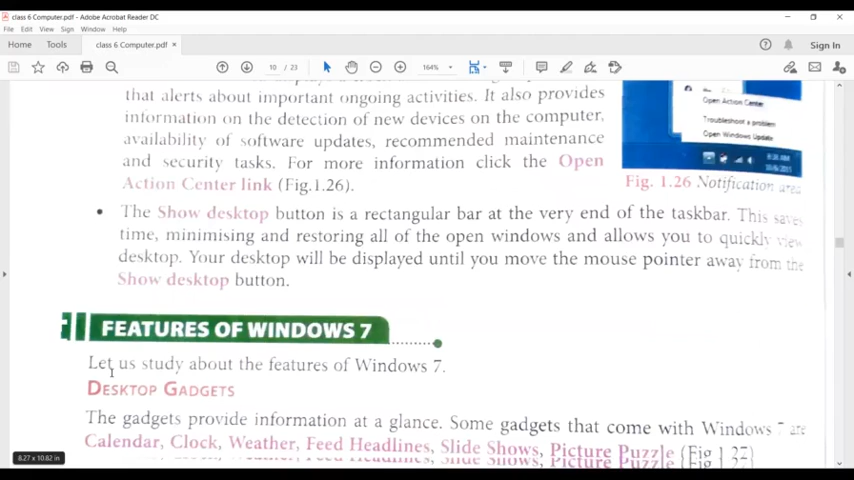 class 6 Computer.pdf - Adobe Acrobat Reader DC
File Edit View Sign Window Help
Home Tools class 6 Computer.pdf × Sign In
10 / 23 164%
that alerts about important ongoing activities. It also provides
information on the detection of new devices on the computer,
availability of software updates, recommended maintenance
and security tasks. For more information click the Open
Action Center link (Fig.1.26).
Open Action Center
Troubleshoot a problem
Open Windows Update
Fig. 1.26 Notification area
• The Show desktop button is a rectangular bar at the very end of the taskbar. This saves
time, minimising and restoring all of the open windows and allows you to quickly view
desktop. Your desktop will be displayed until you move the mouse pointer away from the
Show desktop button.
FEATURES OF WINDOWS 7
Let us study about the features of Windows 7.
DESKTOP GADGETS
The gadgets provide information at a glance. Some gadgets that come with Windows 7 are
Calendar, Clock, Weather, Feed Headlines, Slide Shows, Picture Puzzle (Fig 1.27)
8.27 x 10.82 in